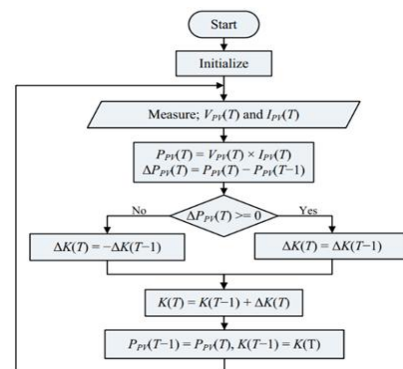 Start
Initialize
Measure; V_PV(T) and I_PV(T)
P_PV(T) = V_PV(T) × I_PV(T)
ΔP_PV(T) = P_PV(T) − P_PV(T−1)
No
ΔP_PV(T) >= 0
Yes
ΔK(T) = −ΔK(T−1)
ΔK(T) = ΔK(T−1)
K(T) = K(T−1) + ΔK(T)
P_PV(T−1) = P_PV(T), K(T−1) = K(T)